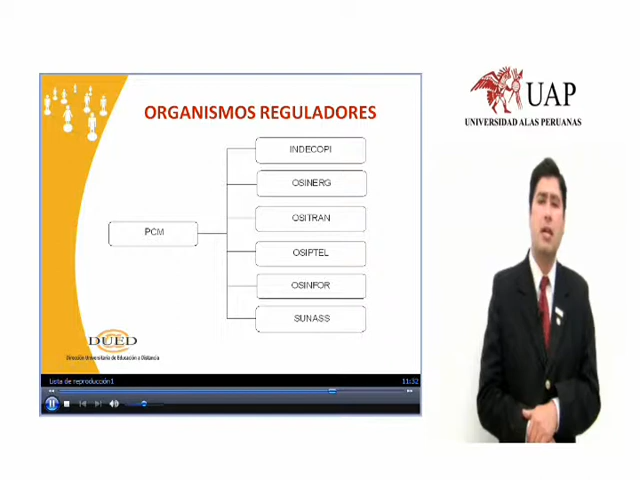 ORGANISMOS REGULADORES
INDECOPI
OSINERG
OSITRAN
PCM
OSIPTEL
OSINFOR
SUNASS
DUED
Dirección Universitaria de Educación a Distancia
Lista de reproducción1
11:32
UAP
UNIVERSIDAD ALAS PERUANAS